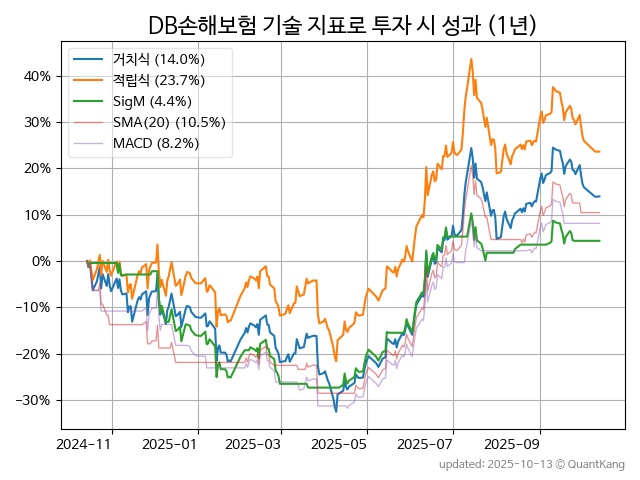 DB손해보험 기술 지표로 투자 시 성과 (1년)
거치식 (14.0%)
적립식 (23.7%)
SigM (4.4%)
SMA(20) (10.5%)
MACD (8.2%)
40%
30%
20%
10%
0%
−10%
−20%
−30%
2024-11 2025-01 2025-03 2025-05 2025-07 2025-09
updated: 2025-10-13 © QuantKang